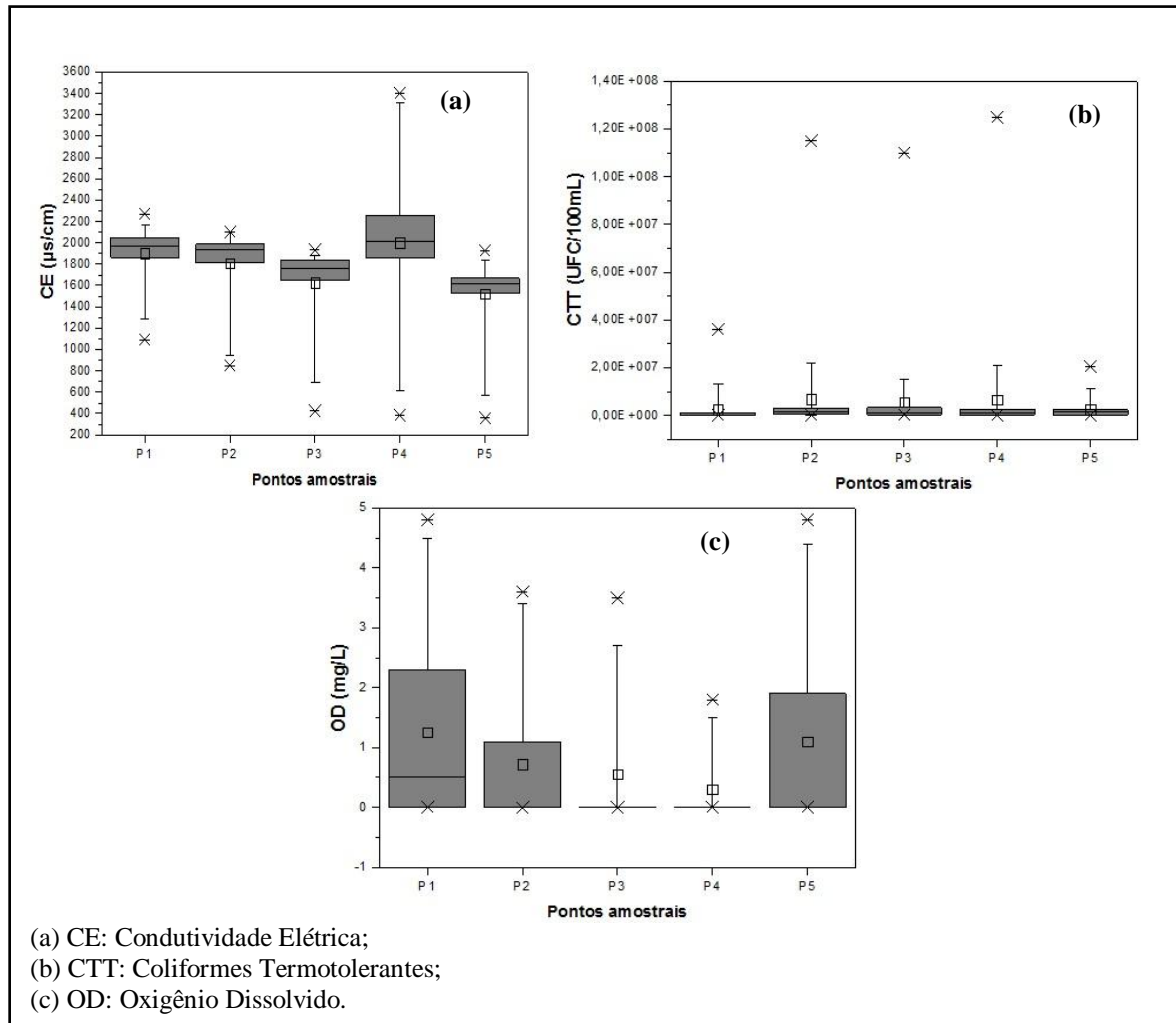 (a)
3600
3400
3200
3000
2800
2600
2400
2200
2000
1800
1600
1400
1200
1000
800
600
400
200
CE (µs/cm)
P1 P2 P3 P4 P5
Pontos amostrais
(b)
1,40E +008
1,20E +008
1,00E +008
8,00E +007
6,00E +007
4,00E +007
2,00E +007
0,00E +000
CTT (UFC/100mL)
P1 P2 P3 P4 P5
Pontos amostrais
(c)
5
4
3
2
1
0
-1
OD (mg/L)
P1 P2 P3 P4 P5
Pontos amostrais
(a) CE: Condutividade Elétrica;
(b) CTT: Coliformes Termotolerantes;
(c) OD: Oxigênio Dissolvido.